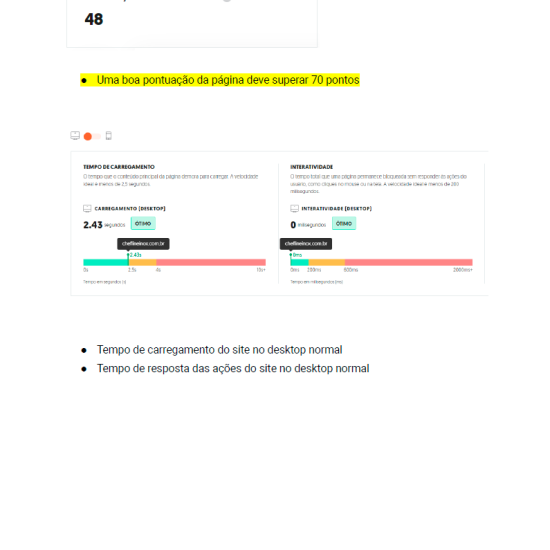 48
● Uma boa pontuação da página deve superar 70 pontos
TEMPO DE CARREGAMENTO
O tempo que o conteúdo principal da página demora para carregar. A velocidade
ideal é menos de 2.5 segundos.
CARREGAMENTO (DESKTOP)
2.43 segundos ÓTIMO
cheflineinox.com.br
2.43s
0s 2.5s 4s 10s+
Tempo em segundos (s)
INTERATIVIDADE
O tempo total que uma página permanece bloqueada sem responder às ações do
usuário, como cliques no mouse ou na tela. A velocidade ideal é menos de 200
milissegundos.
INTERATIVIDADE (DESKTOP)
0 milissegundos ÓTIMO
cheflineinox.com.br
0ms
0ms 200ms 600ms 2000ms+
Tempo em milissegundos (ms)
● Tempo de carregamento do site no desktop normal
● Tempo de resposta das ações do site no desktop normal